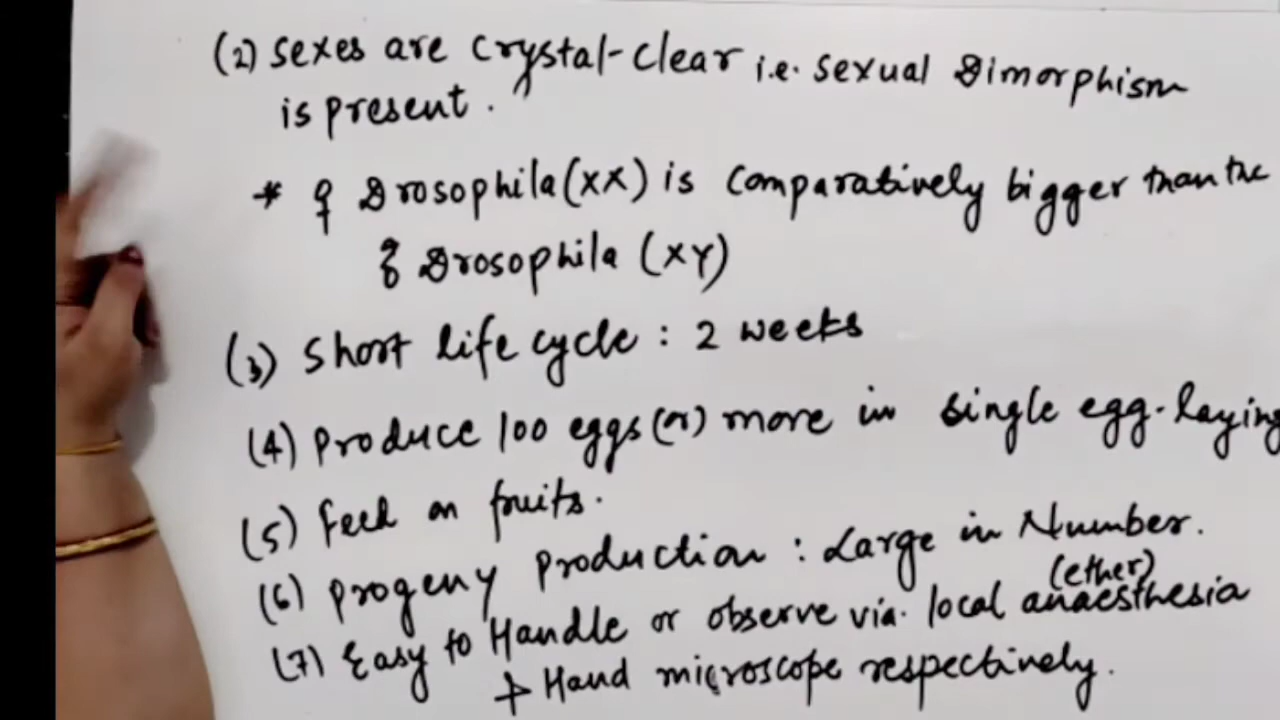 (2) Sexes are Crystal-Clear i.e. Sexual Dimorphism
is present.
* ♀ Drosophila (XX) is Comparatively bigger than the
♂ Drosophila (XY)
(3) Short life cycle : 2 weeks
(4) Produce 100 eggs (or) more in single egg-laying
(5) Feed on fruits.
(6) Progeny Production : Large in Number.
(ether)
(7) Easy to Handle or observe via. local anaesthesia
+ Hand microscope respectively.